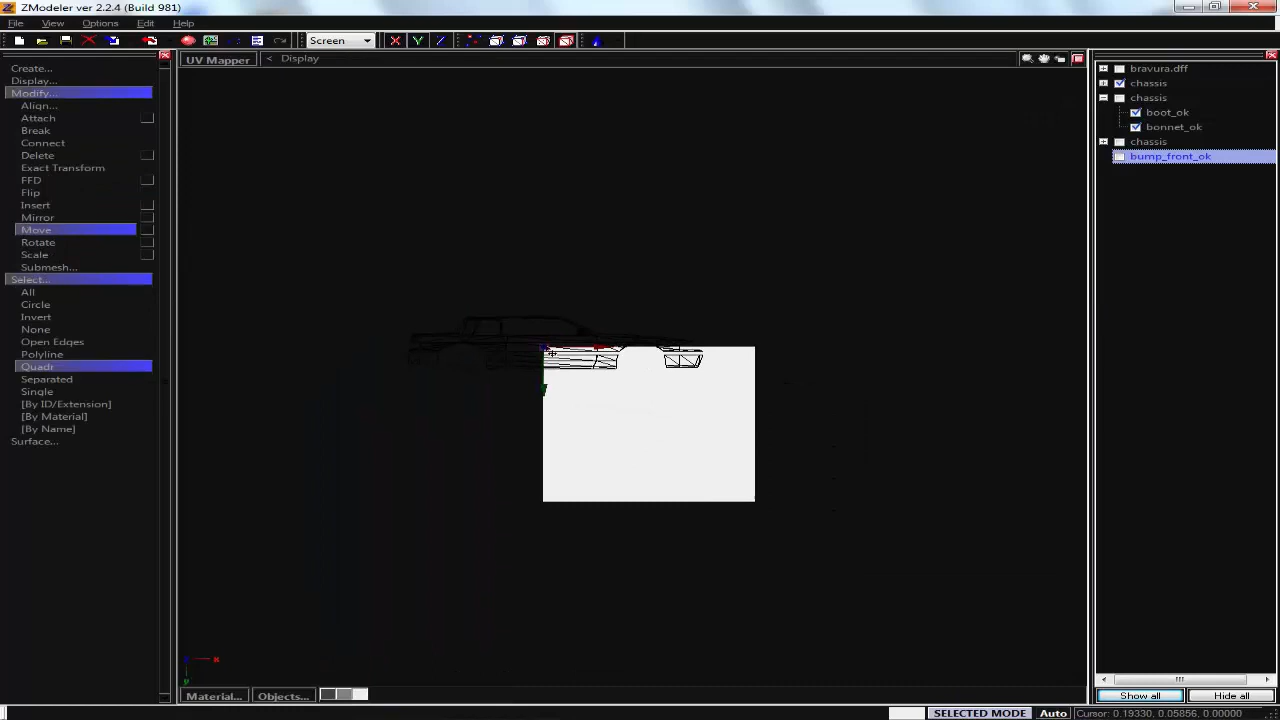 ZModeler ver 2.2.4 (Build 981)
File View Options Edit Help
Screen X Y Z
UV Mapper < Display
Create...
Display...
Modify...
Align...
Attach
Break
Connect
Delete
Exact Transform
FFD
Flip
Insert
Mirror
Move
Rotate
Scale
Submesh...
Select...
All
Circle
Invert
None
Open Edges
Polyline
Quadr
Separated
Single
[By ID/Extension]
[By Material]
[By Name]
Surface...
bravura.dff
chassis
chassis
boot_ok
bonnet_ok
chassis
bump_front_ok
x
y
Material... Objects...
Show all Hide all
SELECTED MODE Auto Cursor: 0.19330, 0.05856, 0.00000